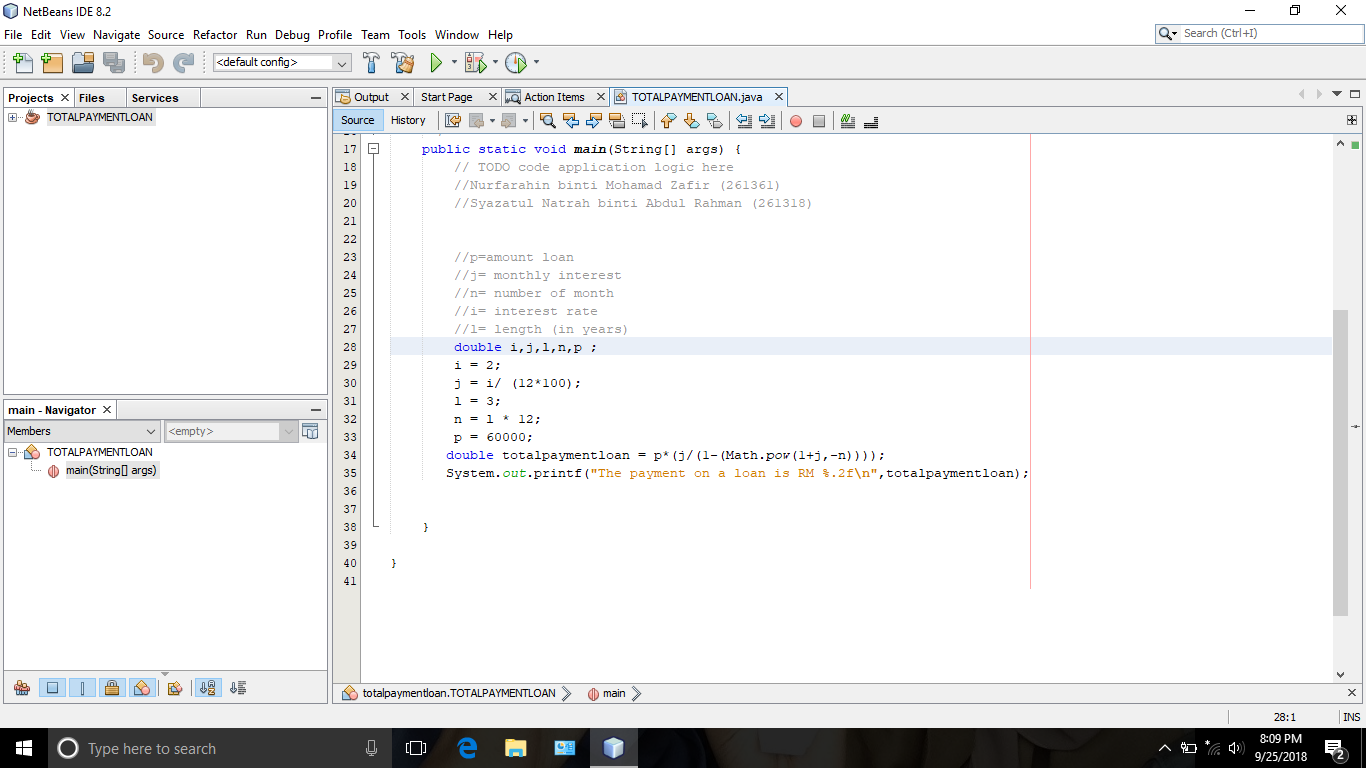 NetBeans IDE 8.2
File Edit View Navigate Source Refactor Run Debug Profile Team Tools Window Help
Search (Ctrl+I)
<default config>
Projects Files Services
Output Start Page Action Items TOTALPAYMENTLOAN.java
TOTALPAYMENTLOAN
Source History
17 public static void main(String[] args) {
18 // TODO code application logic here
19 //Nurfarahin binti Mohamad Zafir (261361)
20 //Syazatul Natrah binti Abdul Rahman (261318)
21
22
23 //p=amount loan
24 //j= monthly interest
25 //n= number of month
26 //i= interest rate
27 //l= length (in years)
28 double i,j,l,n,p ;
29 i = 2;
30 j = i/ (12*100);
31 l = 3;
32 n = l * 12;
33 p = 60000;
34 double totalpaymentloan = p*(j/(1-(Math.pow(1+j,-n))));
35 System.out.printf("The payment on a loan is RM %.2f\n",totalpaymentloan);
36
37
38 }
39
40 }
41
main - Navigator
Members <empty>
TOTALPAYMENTLOAN
main(String[] args)
totalpaymentloan.TOTALPAYMENTLOAN main
28:1 INS
Type here to search
8:09 PM
9/25/2018
2